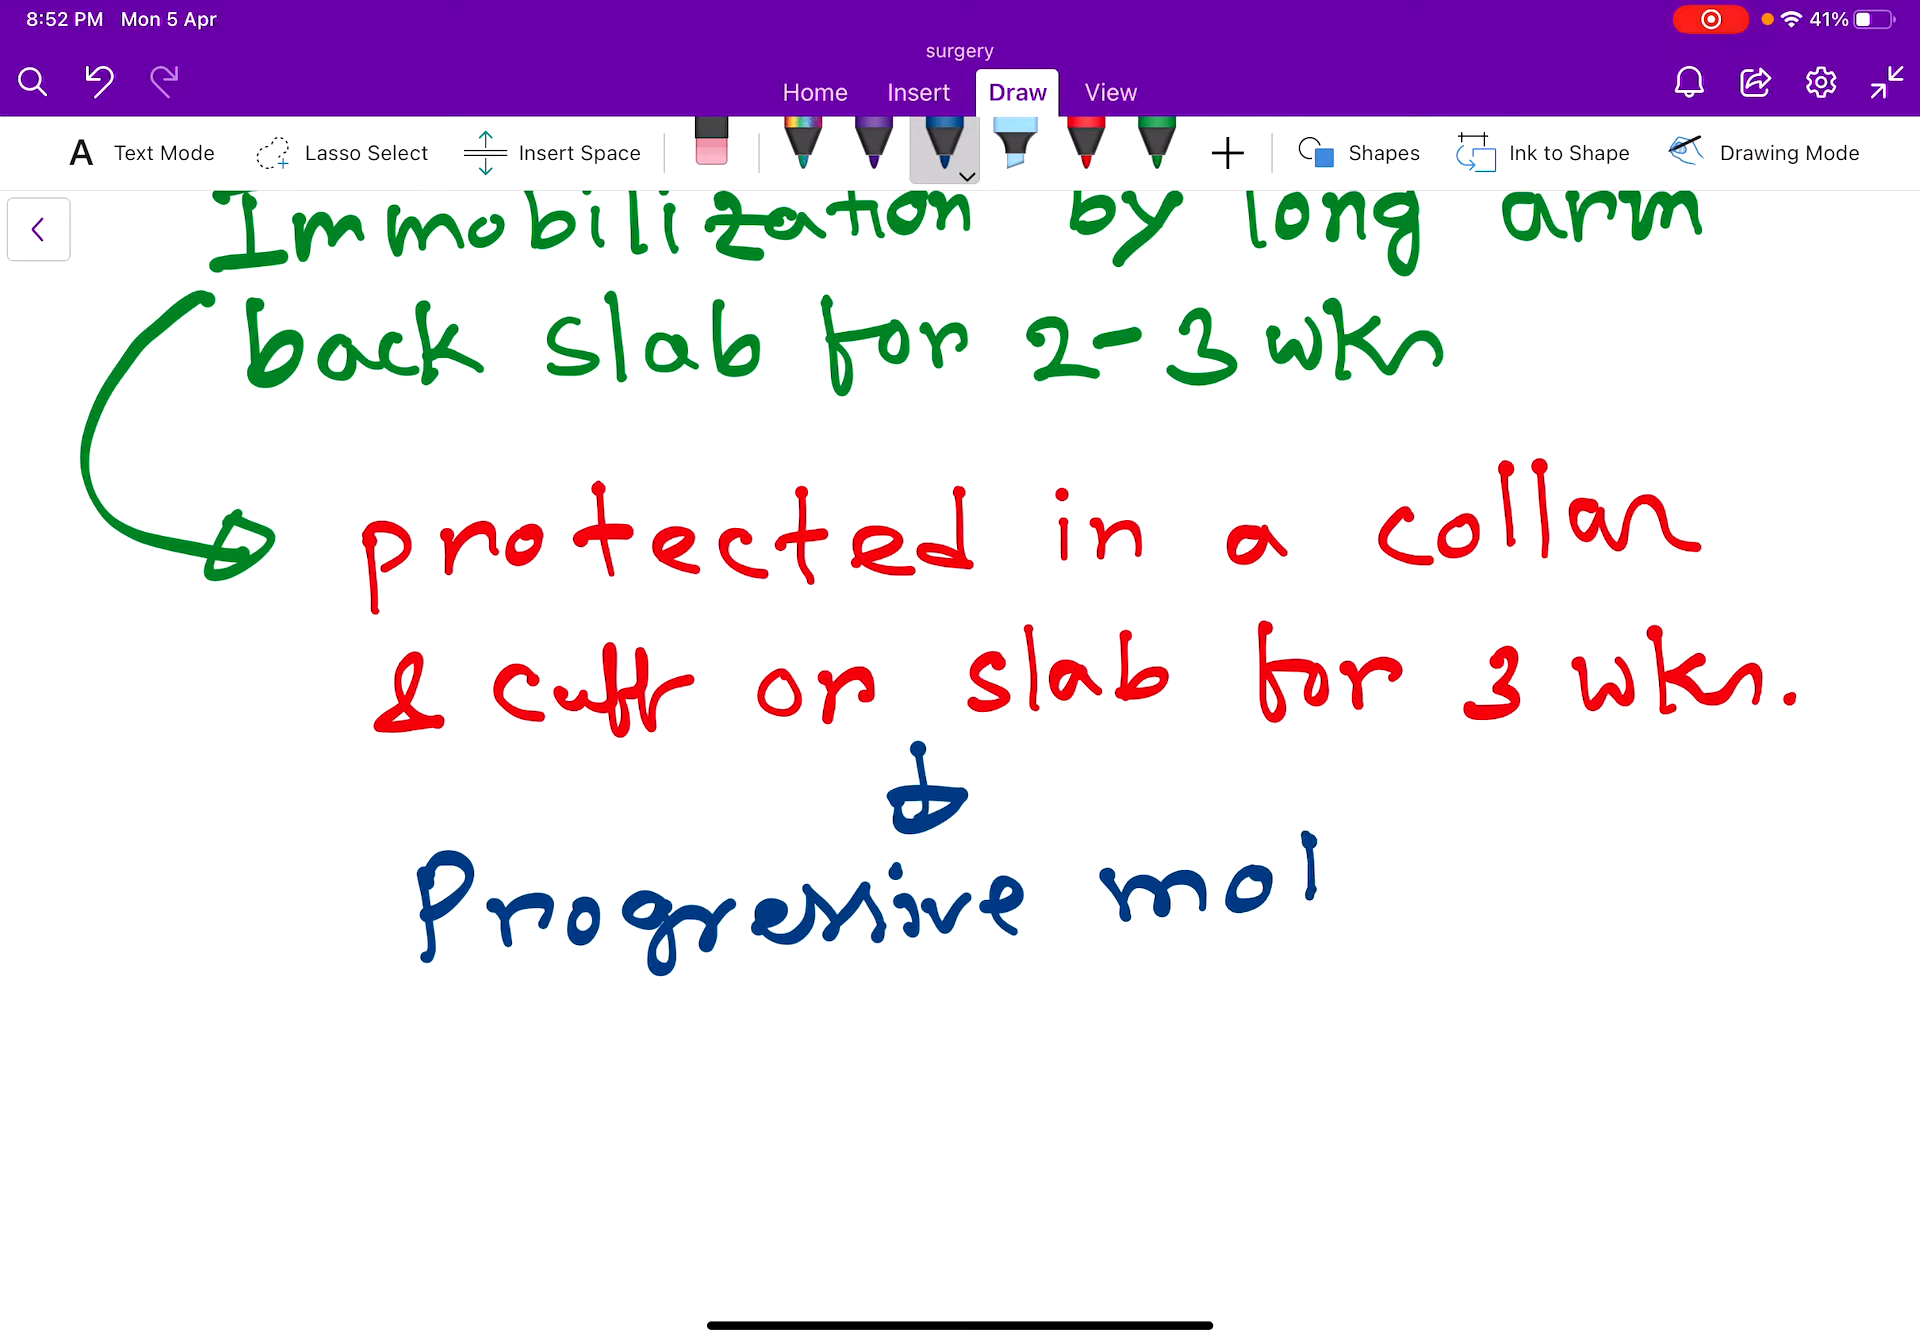 8:52 PM Mon 5 Apr 41%
surgery
Home Insert Draw View
A Text Mode Lasso Select Insert Space Shapes Ink to Shape Drawing Mode
Immobilization by long arm
back slab for 2-3 wks
protected in a collar
& cuff or slab for 3 wks.
Progressive mol